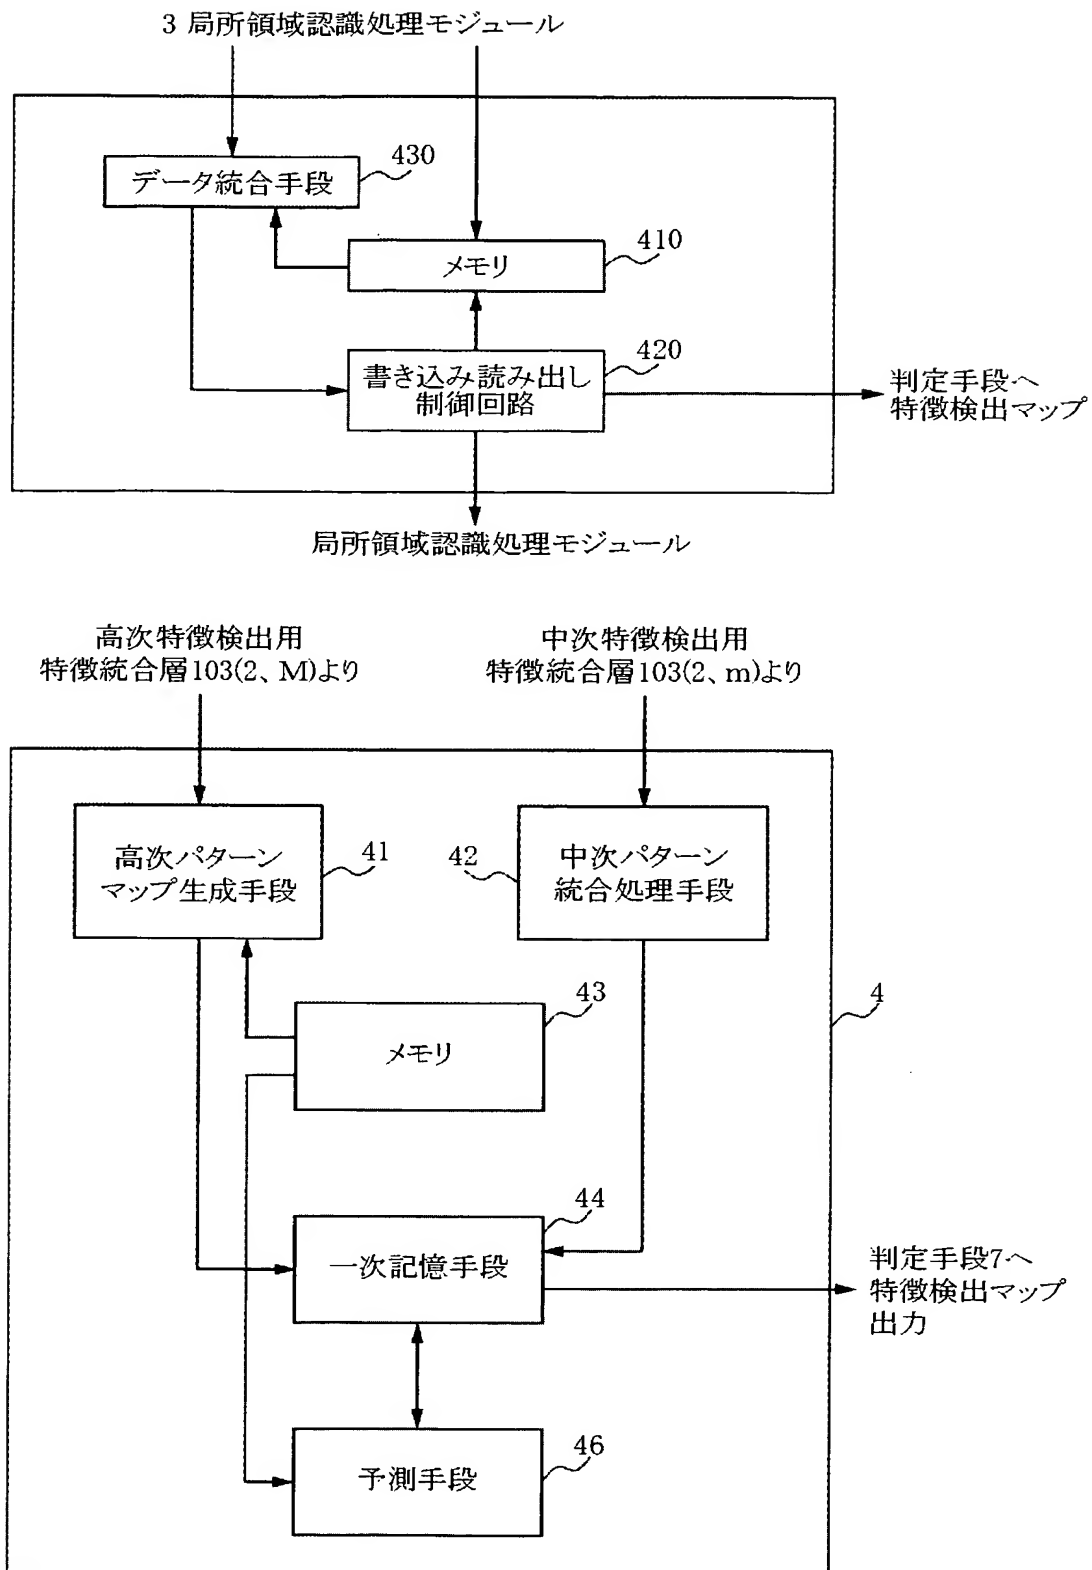 3 局所領域認識処理モジュール
430
データ統合手段
410
メモリ
420
書き込み読み出し
制御回路
判定手段へ
特徴検出マップ
局所領域認識処理モジュール
高次特徴検出用
特徴統合層103(2、M)より
中次特徴検出用
特徴統合層103(2、m)より
高次パターン
マップ生成手段
41
42
中次パターン
統合処理手段
43
メモリ
4
44
一次記憶手段
判定手段7へ
特徴検出マップ
出力
46
予測手段